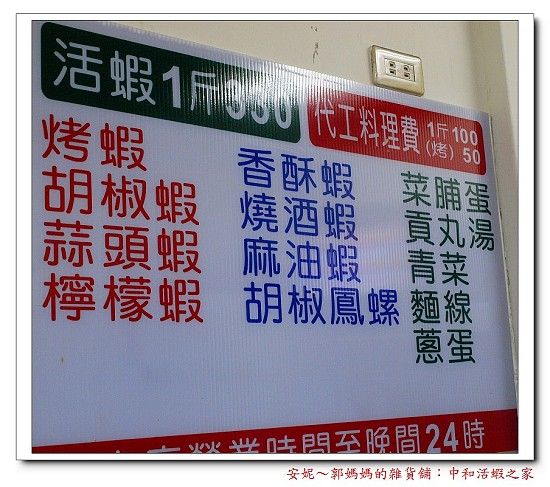 活蝦1斤350
代工料理費 1斤100
(烤) 50
烤蝦
胡椒蝦
蒜頭蝦
檸檬蝦
香酥蝦
燒酒蝦
麻油蝦
胡椒鳳螺
菜脯蛋
貢丸湯
青菜
麵線
蔥蛋
營業時間至晚間24時
安妮～郭媽媽的雜貨舖：中和活蝦之家